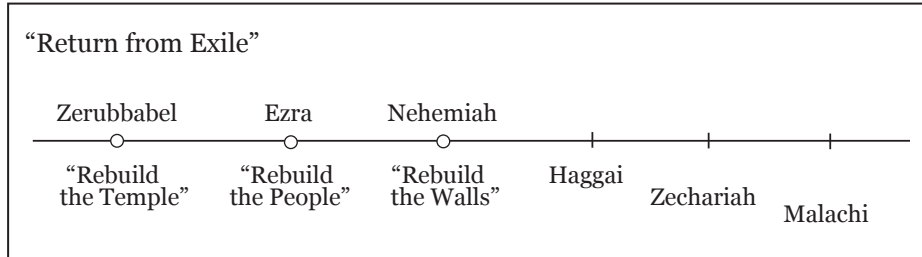 “Return from Exile”
Zerubbabel Ezra Nehemiah
“Rebuild the Temple” “Rebuild the People” “Rebuild the Walls” Haggai
Zechariah
Malachi